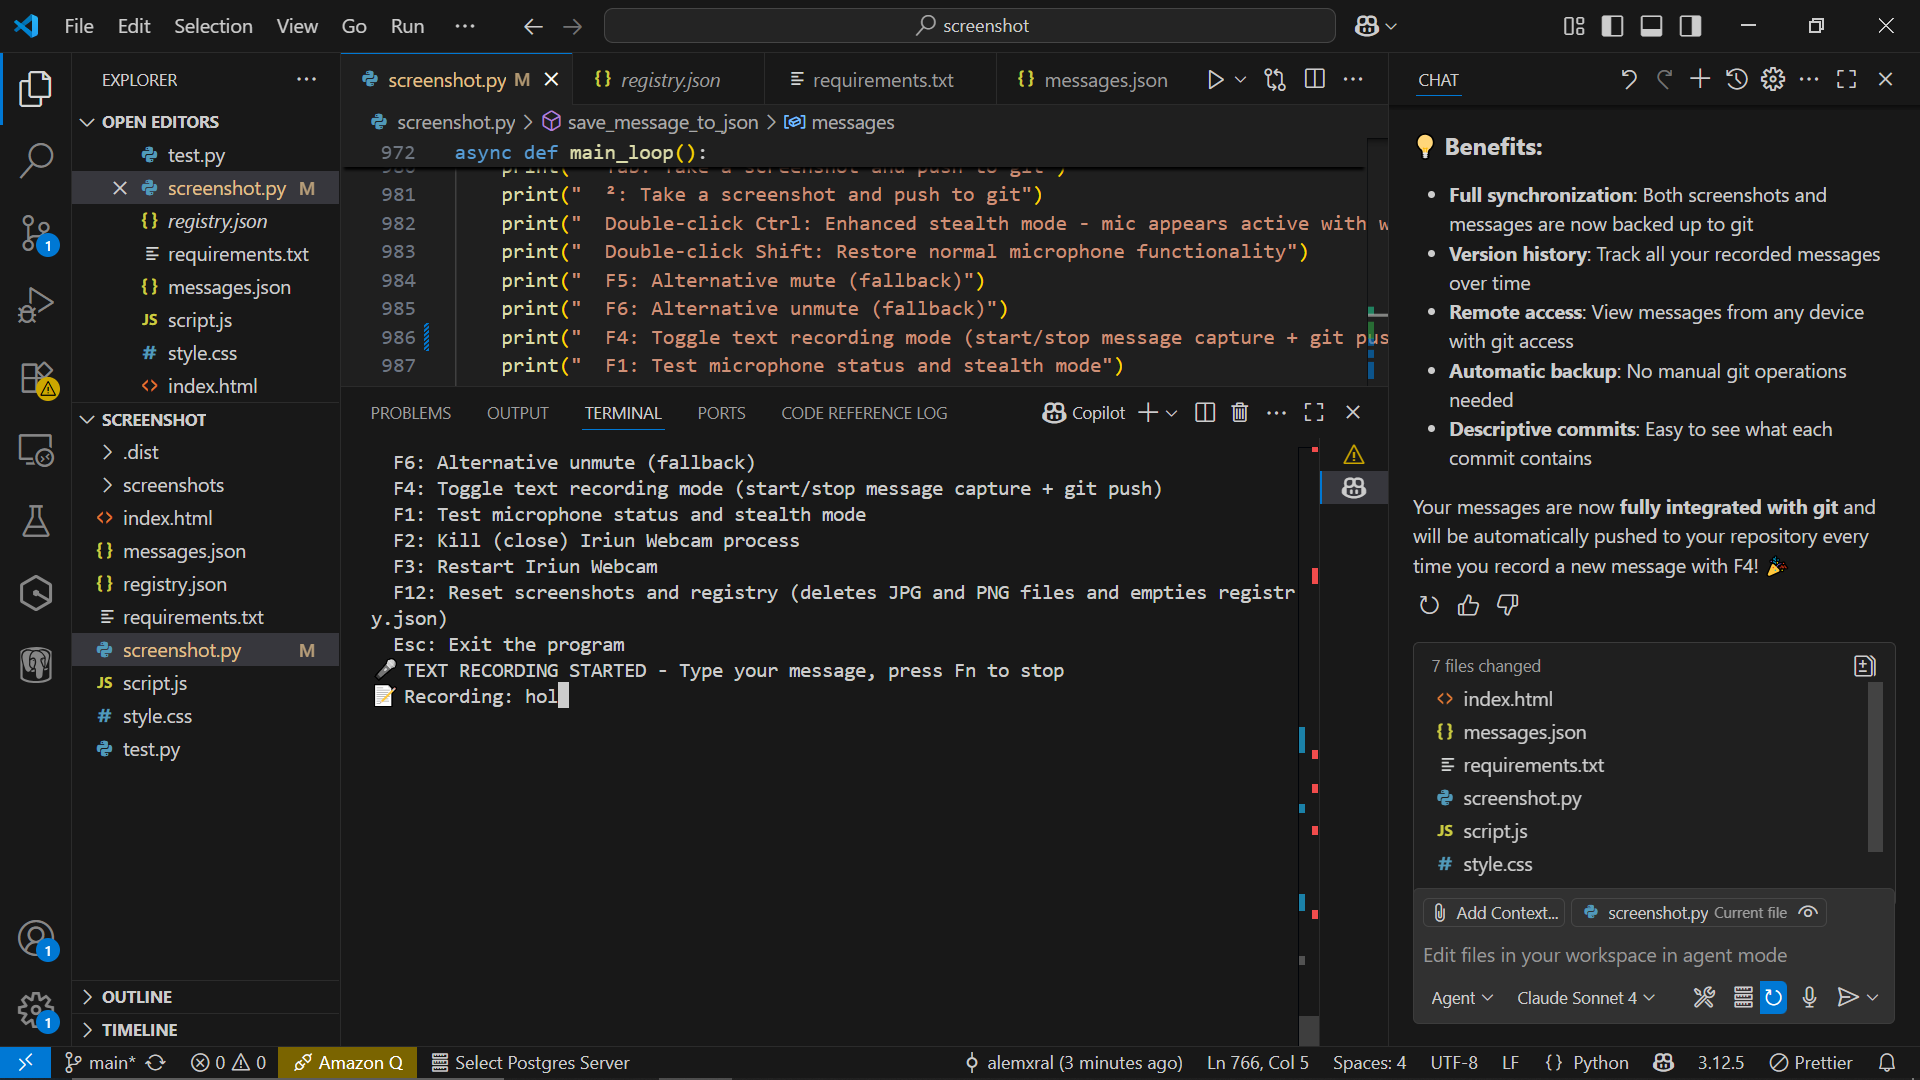 File Edit Selection View Go Run ···
screenshot
EXPLORER
OPEN EDITORS
test.py
screenshot.py M
registry.json
requirements.txt
messages.json
script.js
style.css
index.html
SCREENSHOT
.dist
screenshots
index.html
messages.json
registry.json
requirements.txt
screenshot.py M
script.js
style.css
test.py
OUTLINE
TIMELINE
screenshot.py M
registry.json
requirements.txt
messages.json
screenshot.py > save_message_to_json > messages
972 async def main_loop():
981 print("  ²: Take a screenshot and push to git")
982 print("  Double-click Ctrl: Enhanced stealth mode - mic appears active with w
983 print("  Double-click Shift: Restore normal microphone functionality")
984 print("  F5: Alternative mute (fallback)")
985 print("  F6: Alternative unmute (fallback)")
986 print("  F4: Toggle text recording mode (start/stop message capture + git pus
987 print("  F1: Test microphone status and stealth mode")
PROBLEMS OUTPUT TERMINAL PORTS CODE REFERENCE LOG
Copilot
F6: Alternative unmute (fallback)
F4: Toggle text recording mode (start/stop message capture + git push)
F1: Test microphone status and stealth mode
F2: Kill (close) Iriun Webcam process
F3: Restart Iriun Webcam
F12: Reset screenshots and registry (deletes JPG and PNG files and empties registr
y.json)
Esc: Exit the program
🎤 TEXT RECORDING STARTED - Type your message, press Fn to stop
📝 Recording: hol
CHAT
💡 Benefits:
• Full synchronization: Both screenshots and
messages are now backed up to git
• Version history: Track all your recorded messages
over time
• Remote access: View messages from any device
with git access
• Automatic backup: No manual git operations
needed
• Descriptive commits: Easy to see what each
commit contains
Your messages are now fully integrated with git and
will be automatically pushed to your repository every
time you record a new message with F4! 🎉
7 files changed
index.html
messages.json
requirements.txt
screenshot.py
script.js
style.css
Add Context...
screenshot.py Current file
Edit files in your workspace in agent mode
Agent
Claude Sonnet 4
main*
0 0
Amazon Q
Select Postgres Server
alemxral (3 minutes ago)
Ln 766, Col 5
Spaces: 4
UTF-8
LF
{} Python
3.12.5
Prettier